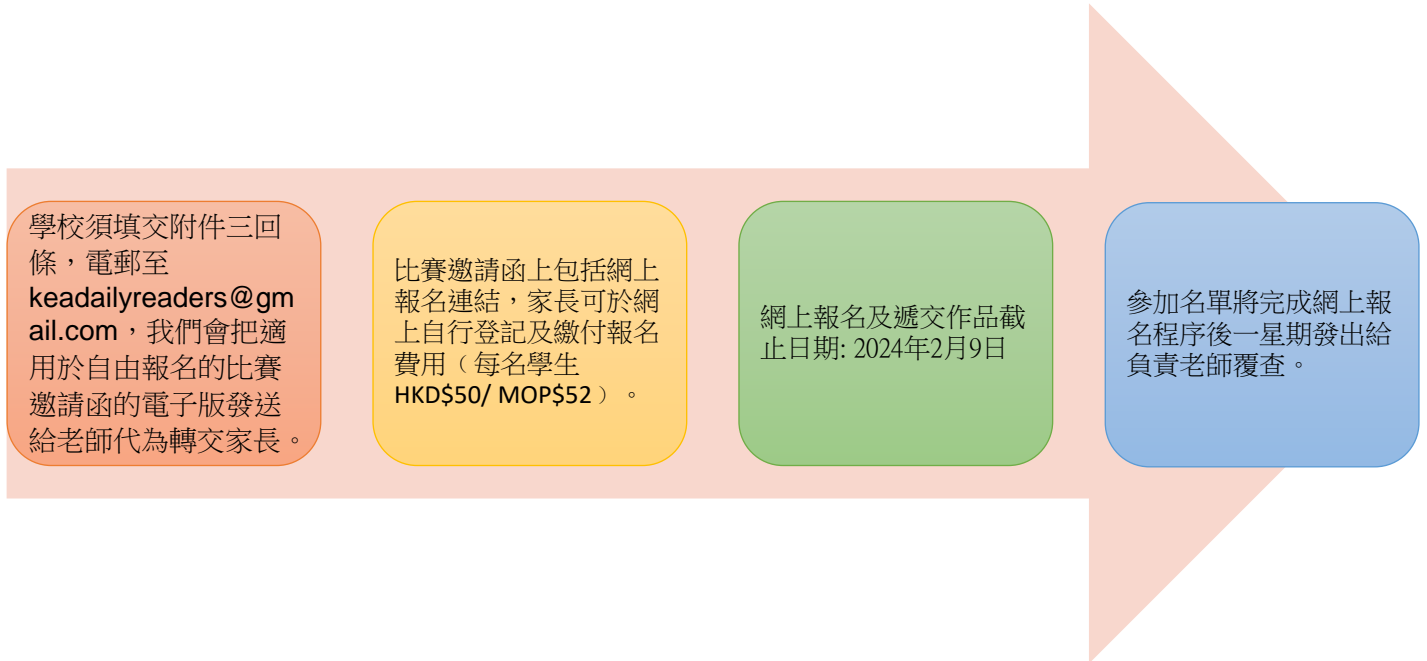 學校須填交附件三回
條，電郵至
keadailyreaders@gm
ail.com，我們會把適
用於自由報名的比賽
邀請函的電子版發送
給老師代為轉交家長。
比賽邀請函上包括網上
報名連結，家長可於網
上自行登記及繳付報名
費用（每名學生
HKD$50/ MOP$52）。
網上報名及遞交作品截
止日期: 2024年2月9日
參加名單將完成網上報
名程序後一星期發出給
負責老師覆查。